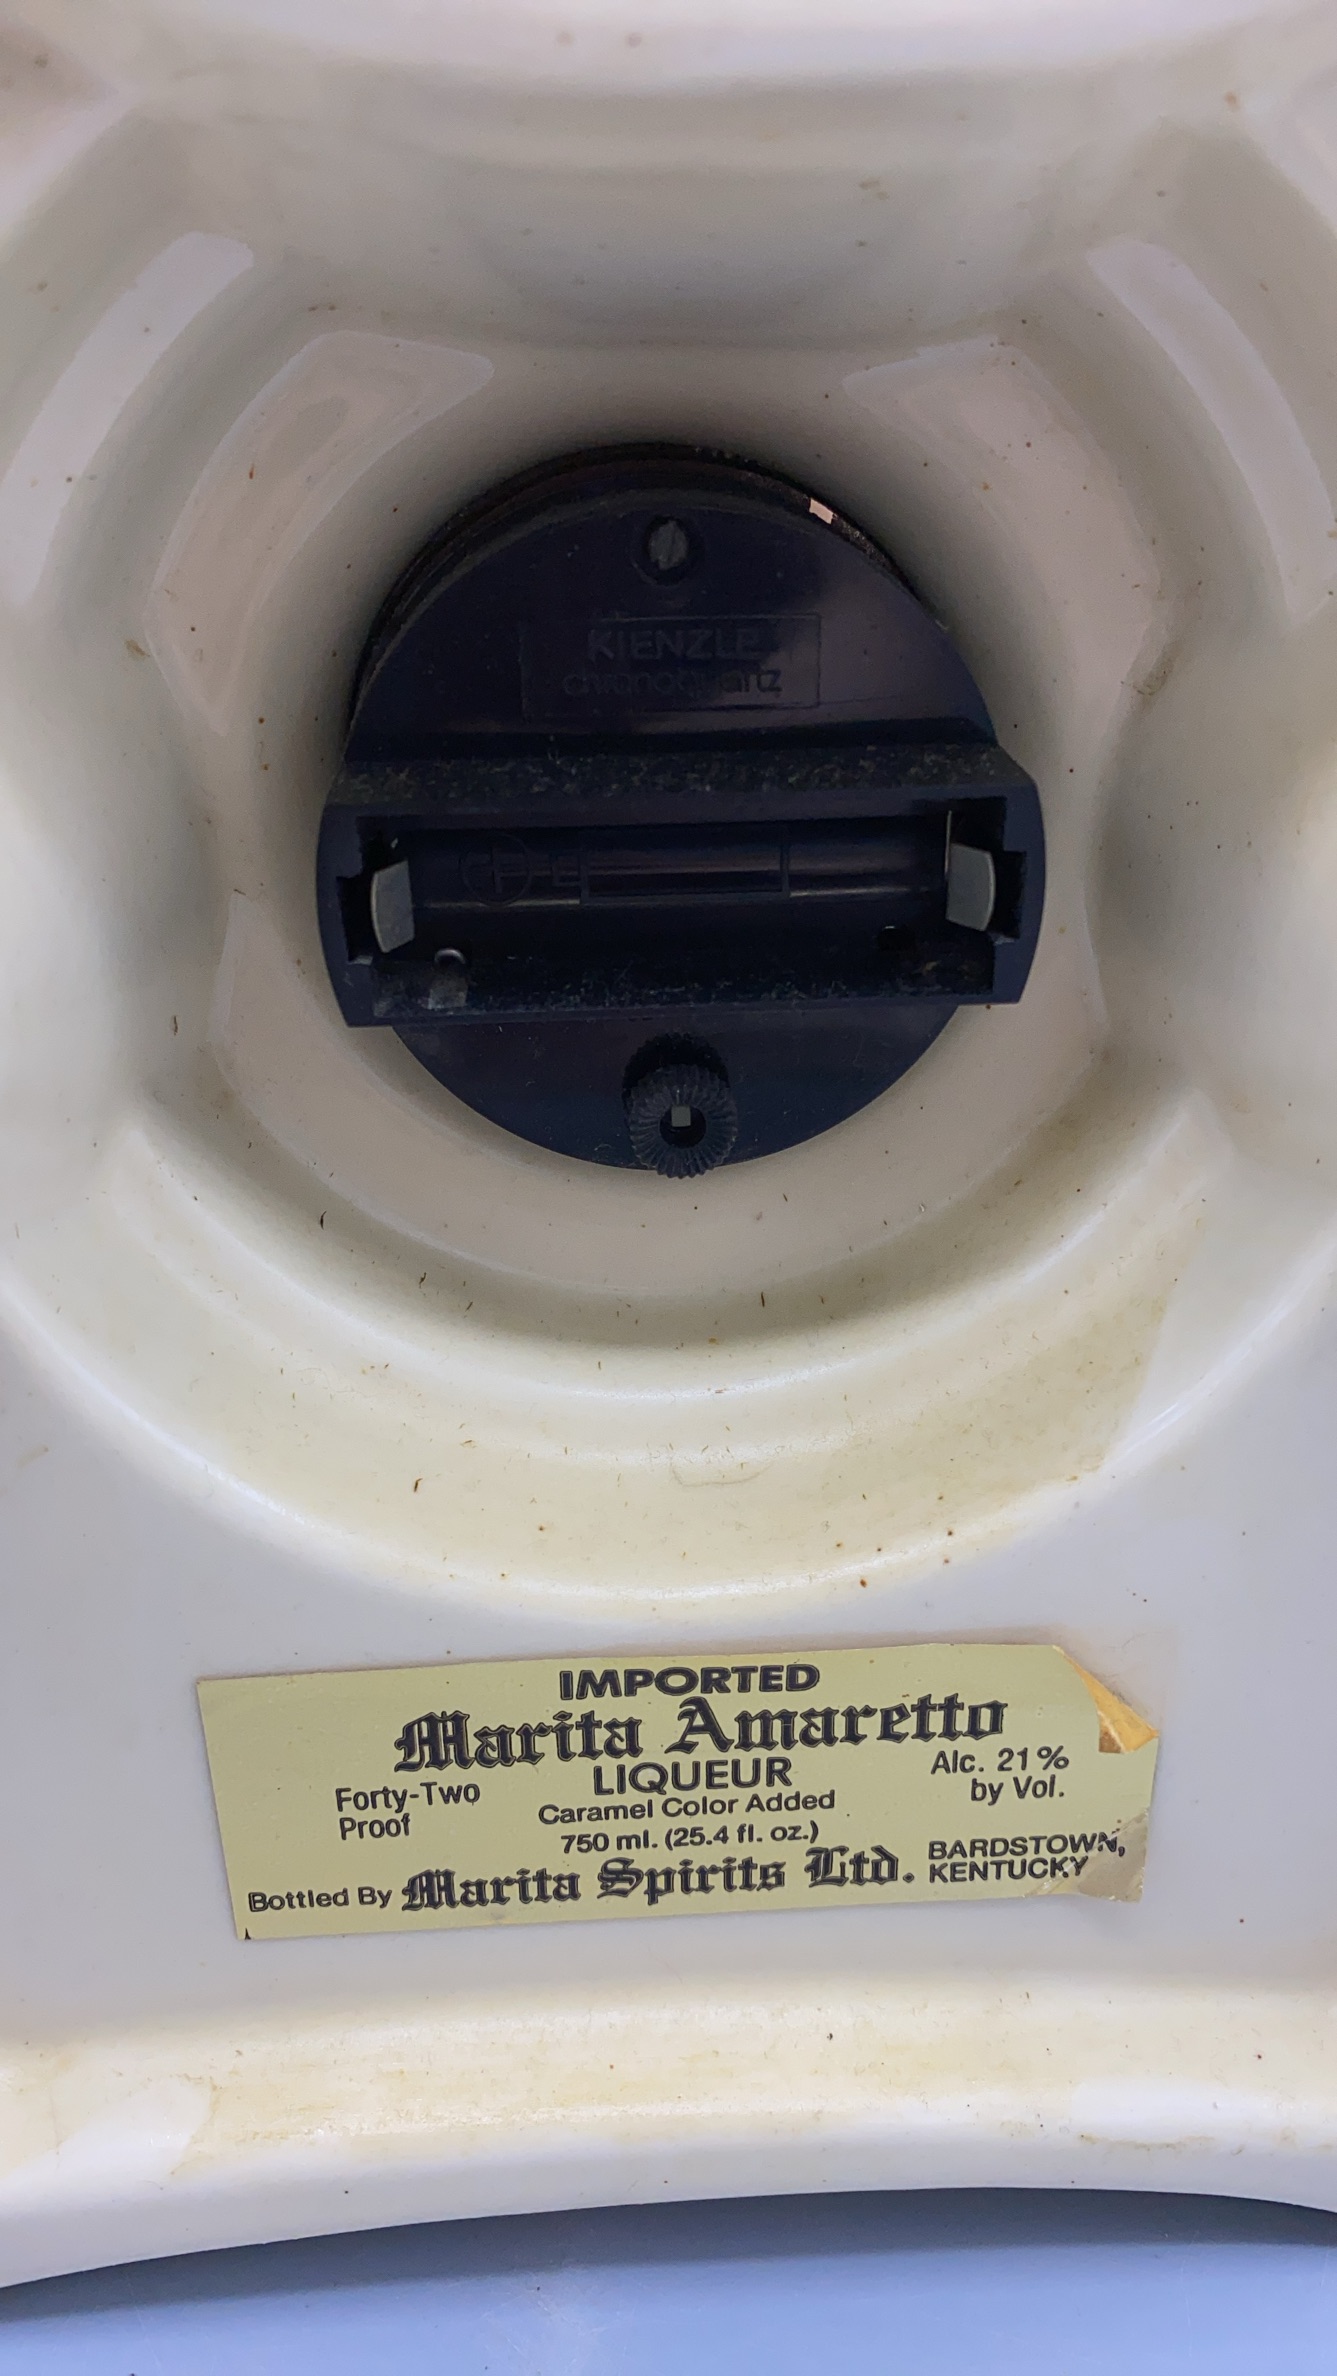 KIENZLE
chronoquartz
IMPORTED
Marita Amaretto
LIQUEUR
Forty-Two
Proof
Caramel Color Added
750 ml. (25.4 fl. oz.)
Alc. 21%
by Vol.
Bottled By Marita Spirits Ltd. BARDSTOWN,
KENTUCKY